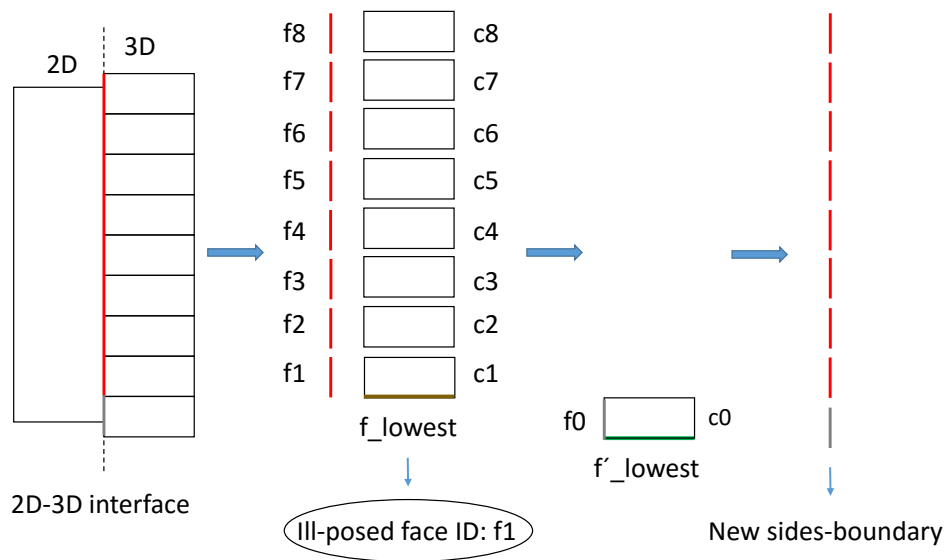 2D
3D
2D-3D interface
f8
c8
f7
c7
f6
c6
f5
c5
f4
c4
f3
c3
f2
c2
f1
c1
f_lowest
Ill-posed face ID: f1
f0
c0
f´_lowest
New sides-boundary